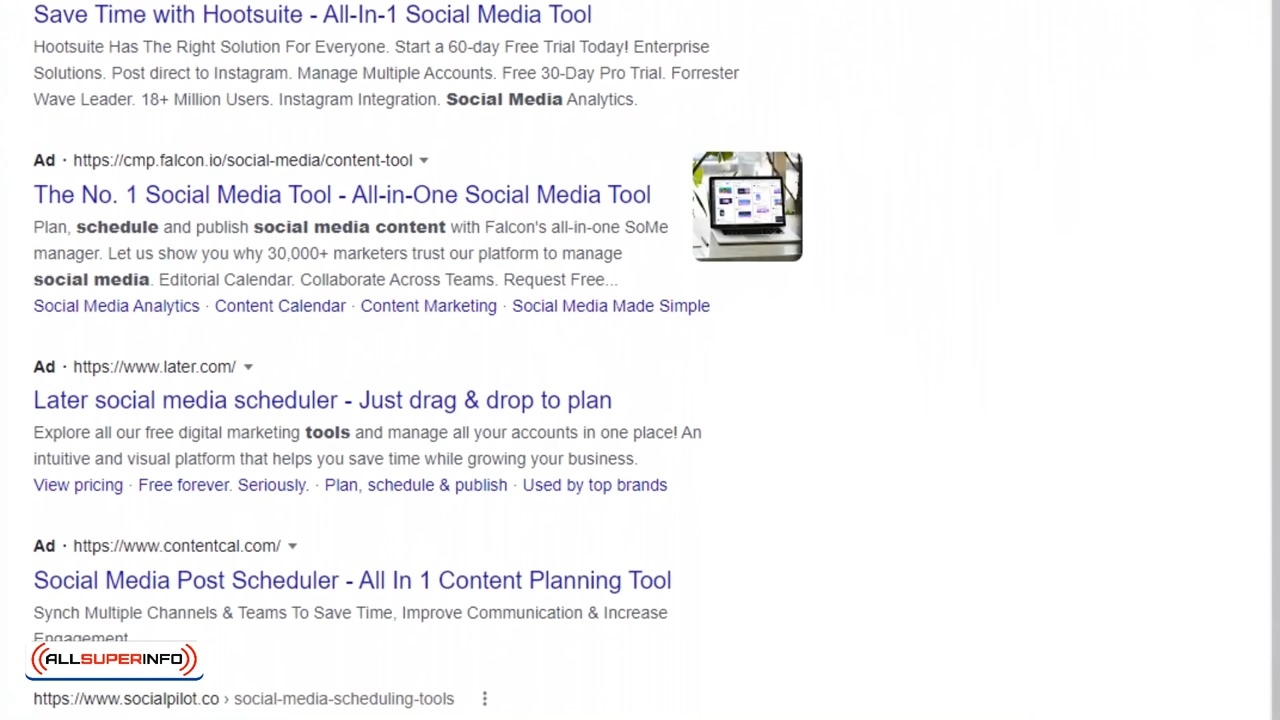 Save Time with Hootsuite - All-In-1 Social Media Tool
Hootsuite Has The Right Solution For Everyone. Start a 60-day Free Trial Today! Enterprise
Solutions. Post direct to Instagram. Manage Multiple Accounts. Free 30-Day Pro Trial. Forrester
Wave Leader. 18+ Million Users. Instagram Integration. Social Media Analytics.
Ad · https://cmp.falcon.io/social-media/content-tool
The No. 1 Social Media Tool - All-in-One Social Media Tool
Plan, schedule and publish social media content with Falcon's all-in-one SoMe
manager. Let us show you why 30,000+ marketers trust our platform to manage
social media. Editorial Calendar. Collaborate Across Teams. Request Free...
Social Media Analytics · Content Calendar · Content Marketing · Social Media Made Simple
Ad · https://www.later.com/
Later social media scheduler - Just drag & drop to plan
Explore all our free digital marketing tools and manage all your accounts in one place! An
intuitive and visual platform that helps you save time while growing your business.
View pricing · Free forever. Seriously. · Plan, schedule & publish · Used by top brands
Ad · https://www.contentcal.com/
Social Media Post Scheduler - All In 1 Content Planning Tool
Synch Multiple Channels & Teams To Save Time, Improve Communication & Increase
Engagement
ALLSUPERINFO
https://www.socialpilot.co › social-media-scheduling-tools